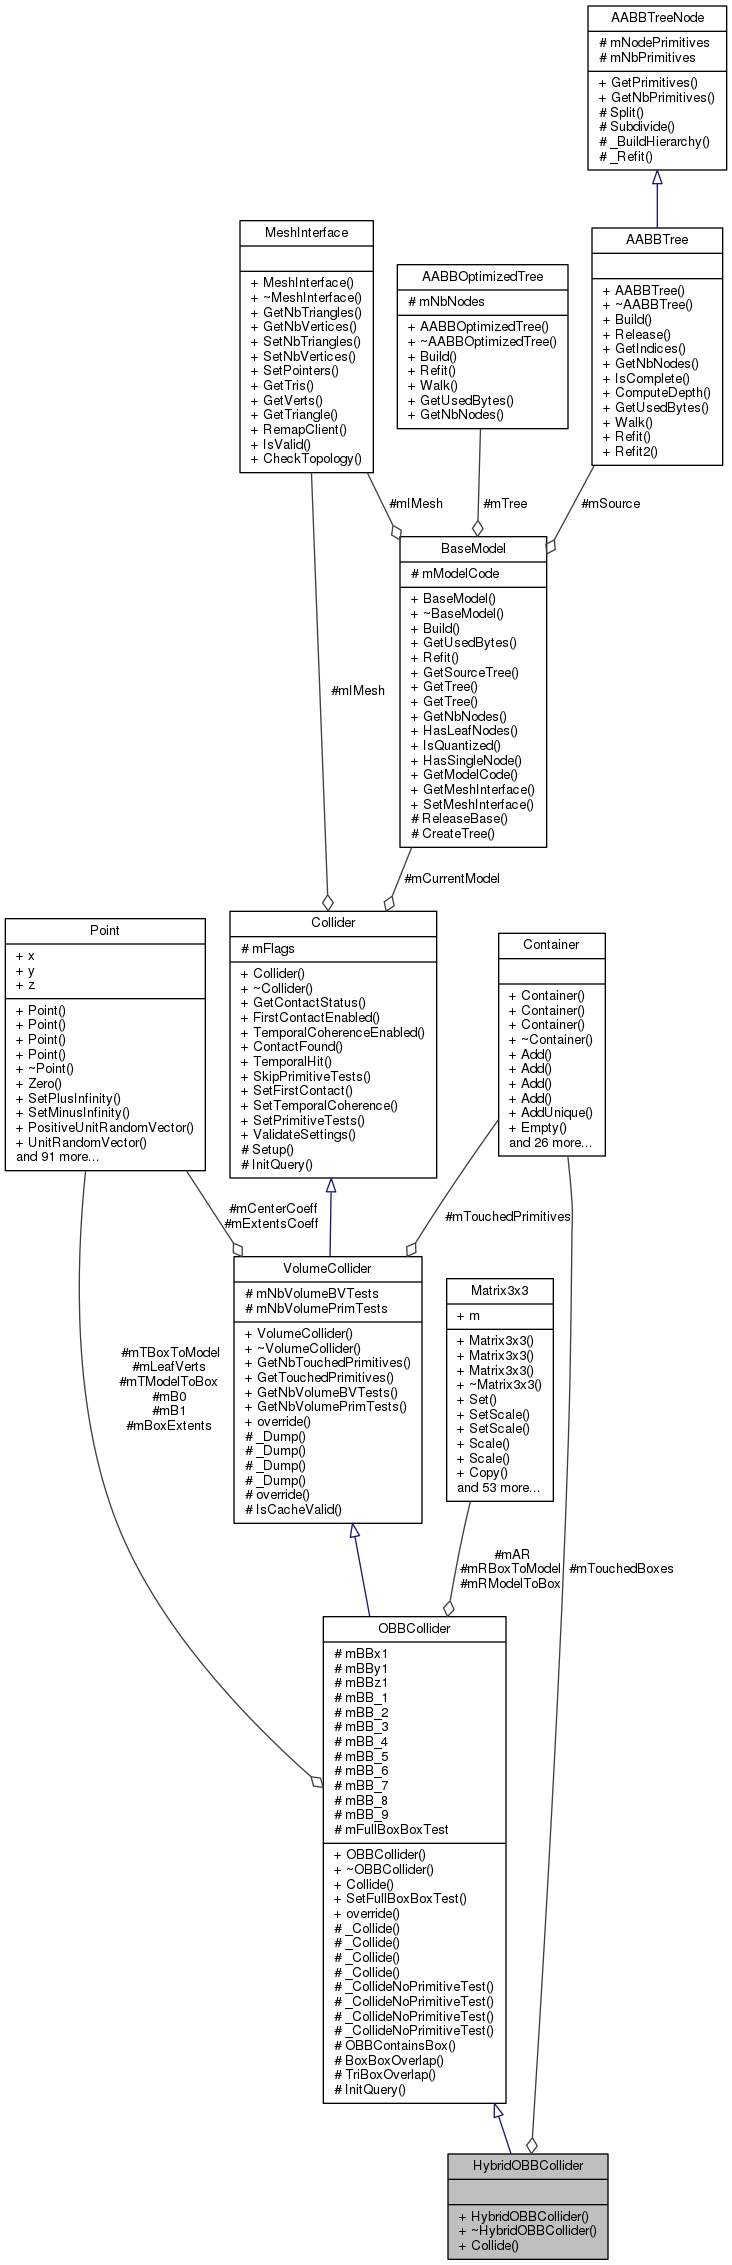 AABBTreeNode
# mNodePrimitives
# mNbPrimitives
+ GetPrimitives()
+ GetNbPrimitives()
# Split()
# Subdivide()
# _BuildHierarchy()
# _Refit()
MeshInterface
+ MeshInterface()
+ ~MeshInterface()
+ GetNbTriangles()
+ GetNbVertices()
+ SetNbTriangles()
+ SetNbVertices()
+ SetPointers()
+ GetTris()
+ GetVerts()
+ GetTriangle()
+ RemapClient()
+ IsValid()
+ CheckTopology()
AABBOptimizedTree
# mNbNodes
+ AABBOptimizedTree()
+ ~AABBOptimizedTree()
+ Build()
+ Refit()
+ Walk()
+ GetUsedBytes()
+ GetNbNodes()
AABBTree
+ AABBTree()
+ ~AABBTree()
+ Build()
+ Release()
+ GetIndices()
+ GetNbNodes()
+ IsComplete()
+ ComputeDepth()
+ GetUsedBytes()
+ Walk()
+ Refit()
+ Refit2()
#mIMesh
#mTree
#mSource
BaseModel
# mModelCode
+ BaseModel()
+ ~BaseModel()
+ Build()
+ GetUsedBytes()
+ Refit()
+ GetSourceTree()
+ GetTree()
+ GetTree()
+ GetNbNodes()
+ HasLeafNodes()
+ IsQuantized()
+ HasSingleNode()
+ GetModelCode()
+ GetMeshInterface()
+ SetMeshInterface()
# ReleaseBase()
# CreateTree()
#mIMesh
#mCurrentModel
Point
+ x
+ y
+ z
+ Point()
+ Point()
+ Point()
+ Point()
+ ~Point()
+ Zero()
+ SetPlusInfinity()
+ SetMinusInfinity()
+ PositiveUnitRandomVector()
+ UnitRandomVector()
and 91 more...
Collider
# mFlags
+ Collider()
+ ~Collider()
+ GetContactStatus()
+ FirstContactEnabled()
+ TemporalCoherenceEnabled()
+ ContactFound()
+ TemporalHit()
+ SkipPrimitiveTests()
+ SetFirstContact()
+ SetTemporalCoherence()
+ SetPrimitiveTests()
+ ValidateSettings()
# Setup()
# InitQuery()
Container
+ Container()
+ Container()
+ Container()
+ ~Container()
+ Add()
+ Add()
+ Add()
+ Add()
+ AddUnique()
+ Empty()
and 26 more...
#mCenterCoeff
#mExtentsCoeff
#mTouchedPrimitives
VolumeCollider
# mNbVolumeBVTests
# mNbVolumePrimTests
+ VolumeCollider()
+ ~VolumeCollider()
+ GetNbTouchedPrimitives()
+ GetTouchedPrimitives()
+ GetNbVolumeBVTests()
+ GetNbVolumePrimTests()
+ override()
# _Dump()
# _Dump()
# _Dump()
# _Dump()
# override()
# IsCacheValid()
Matrix3x3
+ m
+ Matrix3x3()
+ Matrix3x3()
+ Matrix3x3()
+ ~Matrix3x3()
+ Set()
+ SetScale()
+ SetScale()
+ Scale()
+ Scale()
+ Copy()
and 53 more...
#mTBoxToModel
#mLeafVerts
#mTModelToBox
#mB0
#mB1
#mBoxExtents
#mAR
#mRBoxToModel
#mRModelToBox
#mTouchedBoxes
OBBCollider
# mBBx1
# mBBy1
# mBBz1
# mBB_1
# mBB_2
# mBB_3
# mBB_4
# mBB_5
# mBB_6
# mBB_7
# mBB_8
# mBB_9
# mFullBoxBoxTest
+ OBBCollider()
+ ~OBBCollider()
+ Collide()
+ SetFullBoxBoxTest()
+ override()
# _Collide()
# _Collide()
# _Collide()
# _Collide()
# _CollideNoPrimitiveTest()
# _CollideNoPrimitiveTest()
# _CollideNoPrimitiveTest()
# _CollideNoPrimitiveTest()
# OBBContainsBox()
# BoxBoxOverlap()
# TriBoxOverlap()
# InitQuery()
HybridOBBCollider
+ HybridOBBCollider()
+ ~HybridOBBCollider()
+ Collide()